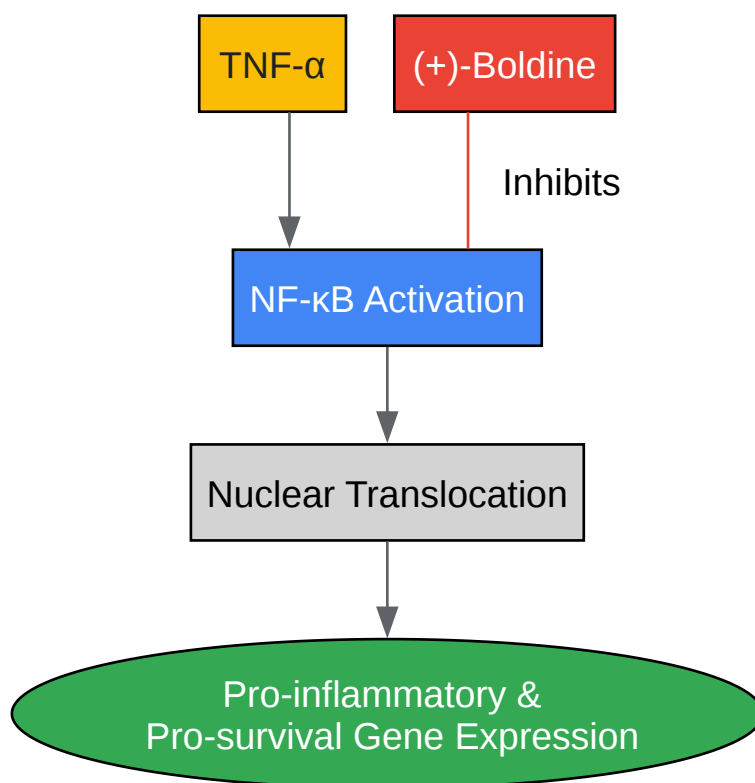 TNF-α
(+)-Boldine
Inhibits
NF-κB Activation
Nuclear Translocation
Pro-inflammatory &
Pro-survival Gene Expression